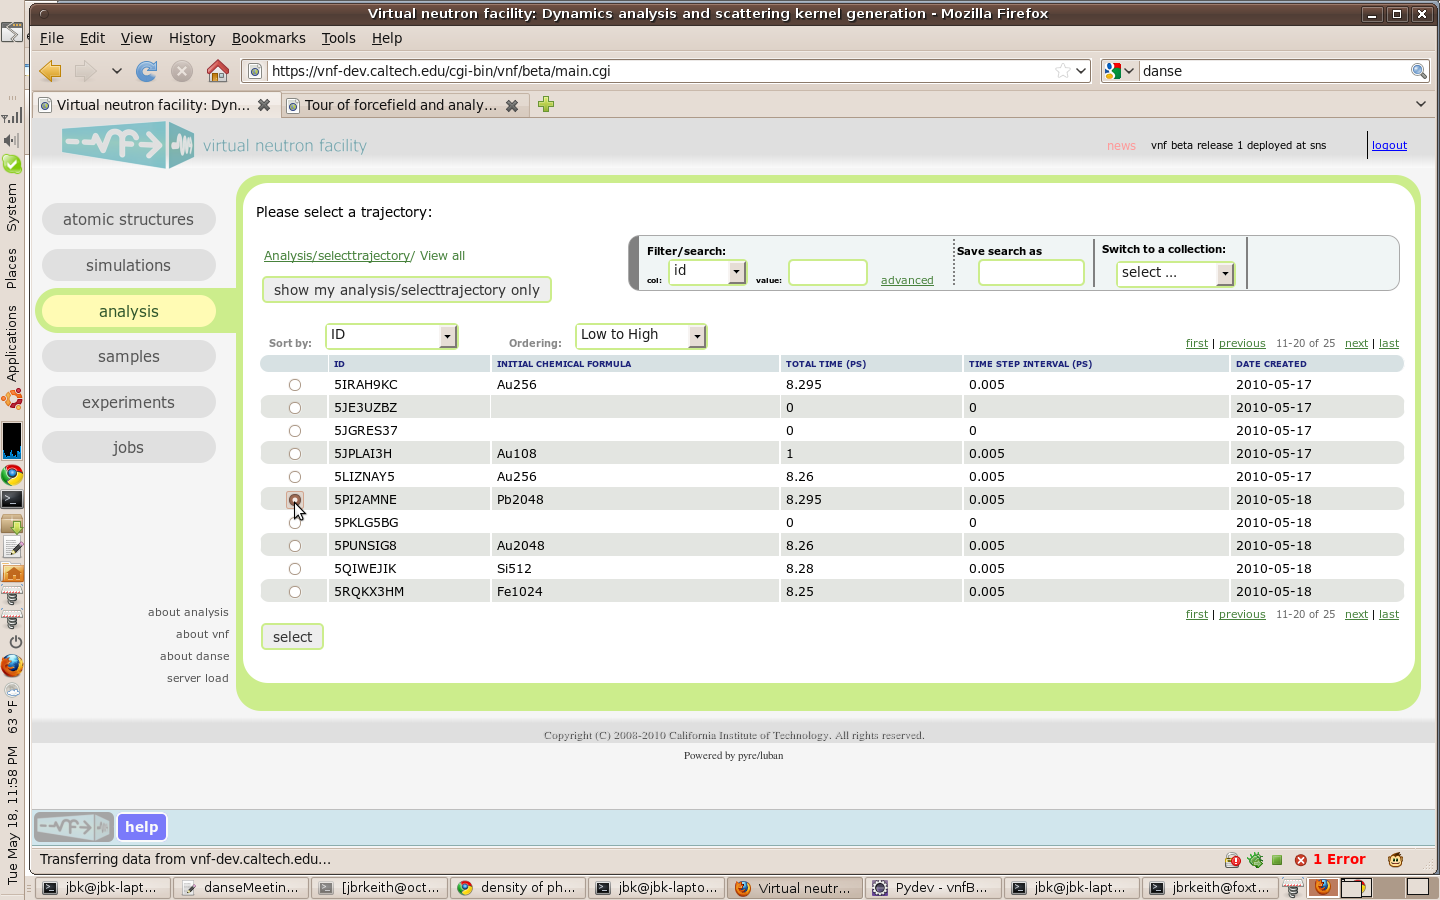 Virtual neutron facility: Dynamics analysis and scattering kernel generation - Mozilla Firefox
File Edit View History Bookmarks Tools Help
https://vnf-dev.caltech.edu/cgi-bin/vnf/beta/main.cgi
danse
Virtual neutron facility: Dyn...
Tour of forcefield and analy...
virtual neutron facility
news
vnf beta release 1 deployed at sns
logout
atomic structures
simulations
analysis
samples
experiments
jobs
about analysis
about vnf
about danse
server load
Please select a trajectory:
Analysis/selecttrajectory/ View all
show my analysis/selecttrajectory only
Filter/search:
col: id value: advanced
Save search as
Switch to a collection:
select ...
Sort by: ID Ordering: Low to High
first | previous 11-20 of 25 next | last
ID INITIAL CHEMICAL FORMULA TOTAL TIME (PS) TIME STEP INTERVAL (PS) DATE CREATED
5IRAH9KC Au256 8.295 0.005 2010-05-17
5JE3UZBZ 0 0 2010-05-17
5JGRES37 0 0 2010-05-17
5JPLAI3H Au108 1 0.005 2010-05-17
5LIZNAY5 Au256 8.26 0.005 2010-05-17
5PI2AMNE Pb2048 8.295 0.005 2010-05-18
5PKLG5BG 0 0 2010-05-18
5PUNSIG8 Au2048 8.26 0.005 2010-05-18
5QIWEJIK Si512 8.28 0.005 2010-05-18
5RQKX3HM Fe1024 8.25 0.005 2010-05-18
first | previous 11-20 of 25 next | last
select
Copyright (C) 2008-2010 California Institute of Technology. All rights reserved.
Powered by pyre/luban
help
Transferring data from vnf-dev.caltech.edu...
1 Error
jbk@jbk-lapt...
danseMeetin...
[jbrkeith@oct...
density of ph...
jbk@jbk-lapto...
Virtual neutr...
Pydev - vnfB...
jbk@jbk-lapt...
jbrkeith@foxt...
System
Places
Applications
63 °F
Tue May 18, 11:58 PM